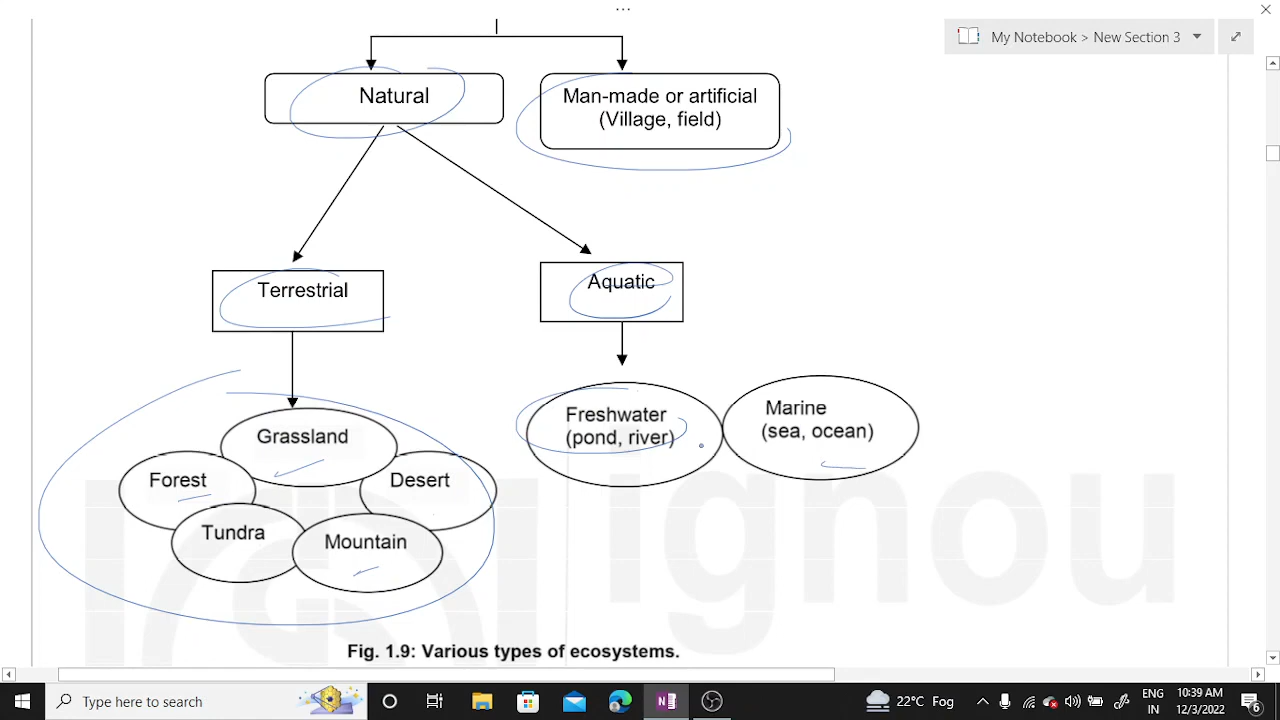 My Notebook > New Section 3
Natural
Man-made or artificial
(Village, field)
Terrestrial
Aquatic
Grassland
Forest
Desert
Tundra
Mountain
Freshwater
(pond, river)
Marine
(sea, ocean)
ignou
Fig. 1.9: Various types of ecosystems.
Type here to search
22°C Fog
ENG
IN
10:39 AM
12/3/2022
6